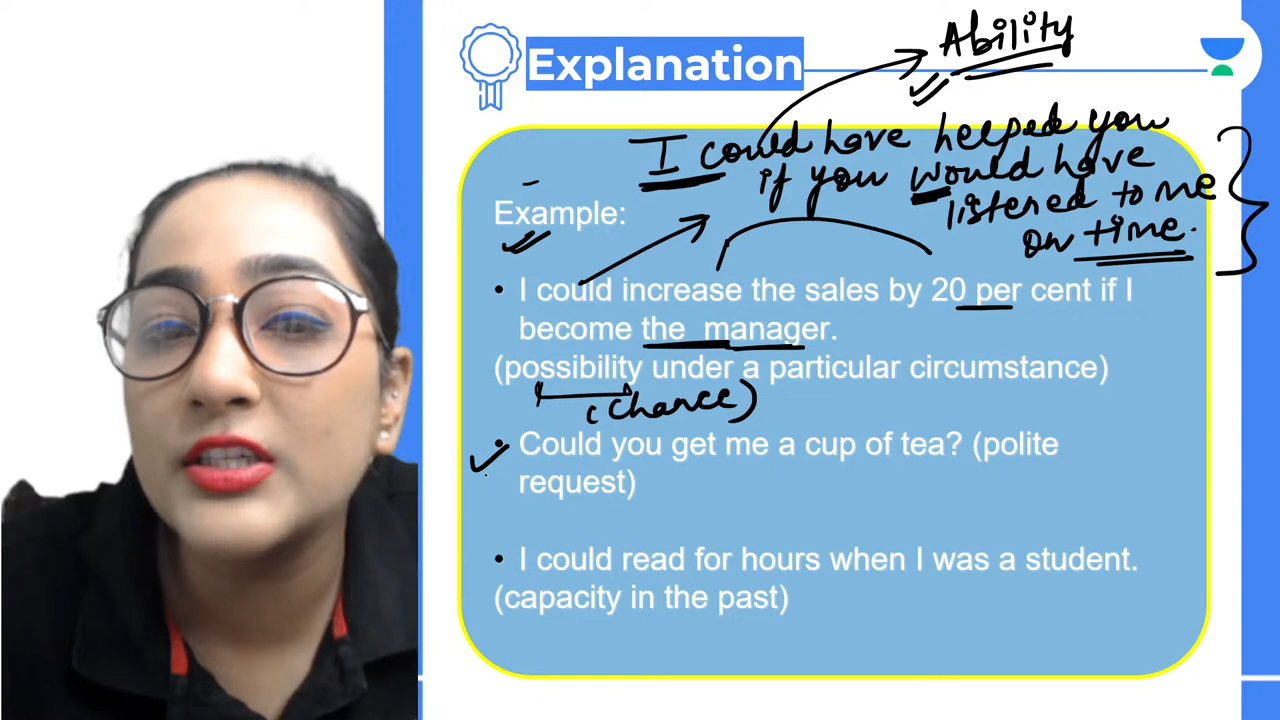 Explanation
Ability
I could have helped you
if you would have
listened to me
on time.
Example:
• I could increase the sales by 20 per cent if I
become the manager.
(possibility under a particular circumstance)
(Chance)
• Could you get me a cup of tea? (polite
request)
• I could read for hours when I was a student.
(capacity in the past)